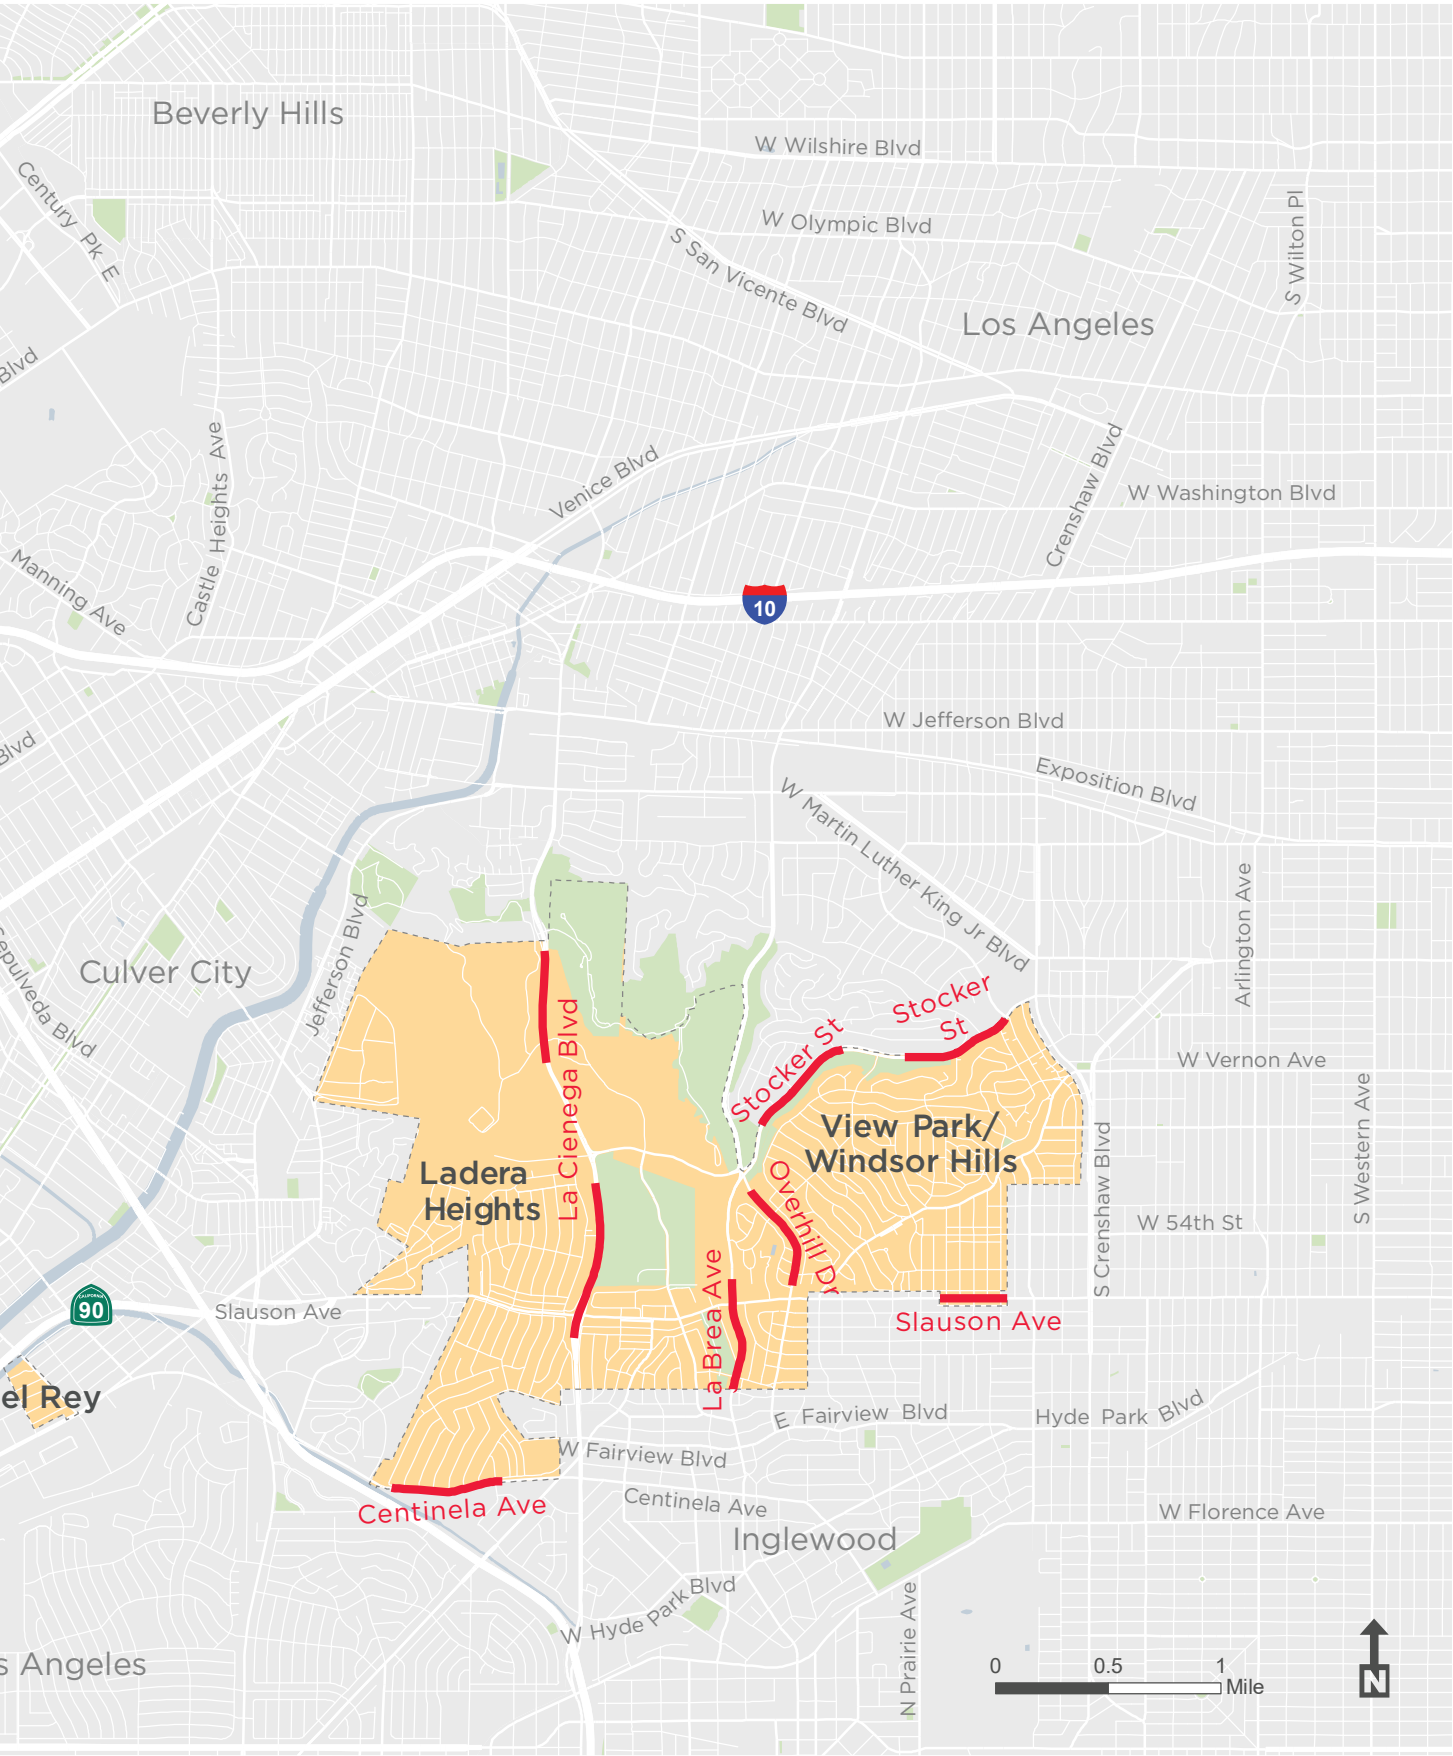 Beverly Hills
W Wilshire Blvd
Century Pk E
W Olympic Blvd
S San Vicente Blvd
S Wilton Pl
Los Angeles
Blvd
Castle Heights Ave
Venice Blvd
Crenshaw Blvd
W Washington Blvd
Manning Ave
10
W Jefferson Blvd
Blvd
Exposition Blvd
W Martin Luther King Jr Blvd
Arlington Ave
Jefferson Blvd
Culver City
epulveda Blvd
Stocker
St
Stocker St
La Cienega Blvd
W Vernon Ave
View Park/
Windsor Hills
Ladera
Heights
Overhill Dr
S Crenshaw Blvd
S Western Ave
W 54th St
La Brea Ave
CALIFORNIA
90
Slauson Ave
Slauson Ave
el Rey
E Fairview Blvd
Hyde Park Blvd
W Fairview Blvd
Centinela Ave
Centinela Ave
W Florence Ave
Inglewood
W Hyde Park Blvd
N Prairie Ave
s Angeles
0 0.5 1
Mile
N